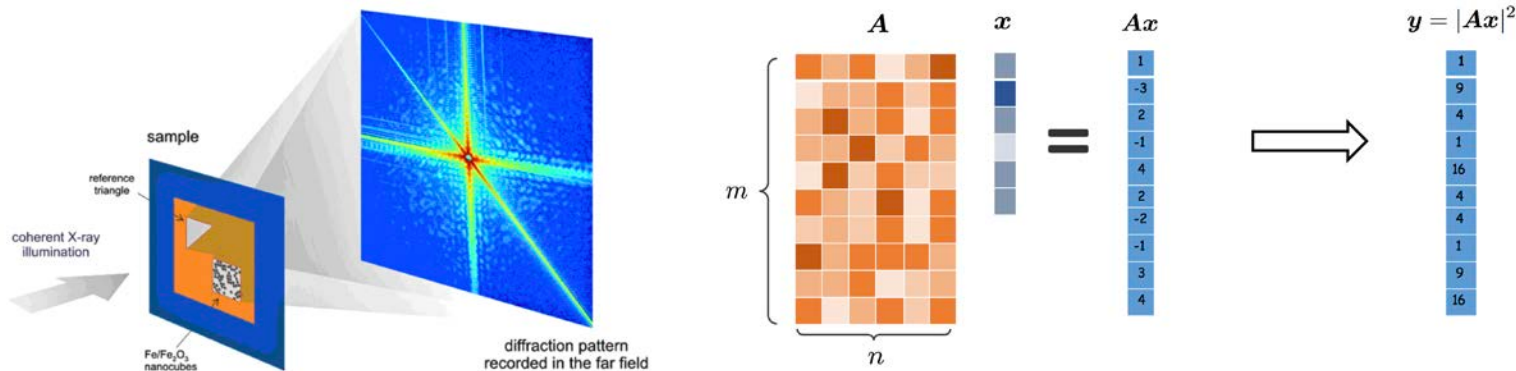 sample
reference
triangle
coherent X-ray
illumination
Fe/Fe₂O₃
nanocubes
diffraction pattern
recorded in the far field
A
x
Ax
y = |Ax|²
m
n
1
-3
2
-1
4
2
-2
-1
3
4
=
1
9
4
1
16
4
4
1
9
16